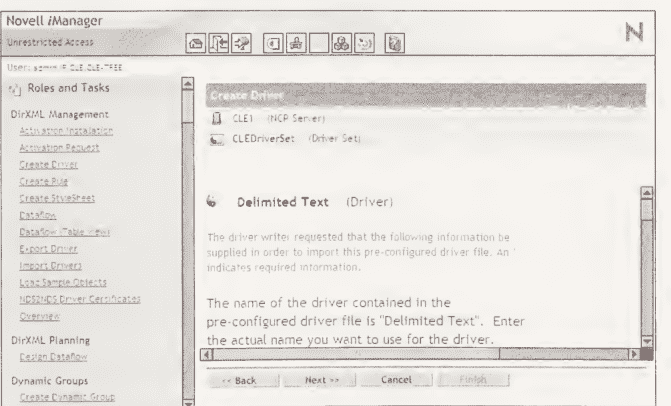 Novell iManager
Unrestricted Access
User:
Roles and Tasks
DirXML Management
Activation Installation
Activation Request
Create Driver
Create Rule
Create StyleSheet
Dataflow
Dataflow (Table View)
Export Driver
Import Drivers
Load Sample Objects
NDS2NDS Driver Certificates
Overview
DirXML Planning
Design Dataflow
Dynamic Groups
Create Dynamic Group
N
Create Driver
CLE1 (NCP Server)
CLEDriverSet (Driver Set)
Delimited Text (Driver)
The driver writer requested that the following information be
supplied in order to import this pre-configured driver file. An *
indicates required information.
The name of the driver contained in the
pre-configured driver file is "Delimited Text". Enter
the actual name you want to use for the driver.
<< Back
Next >>
Cancel
Finish